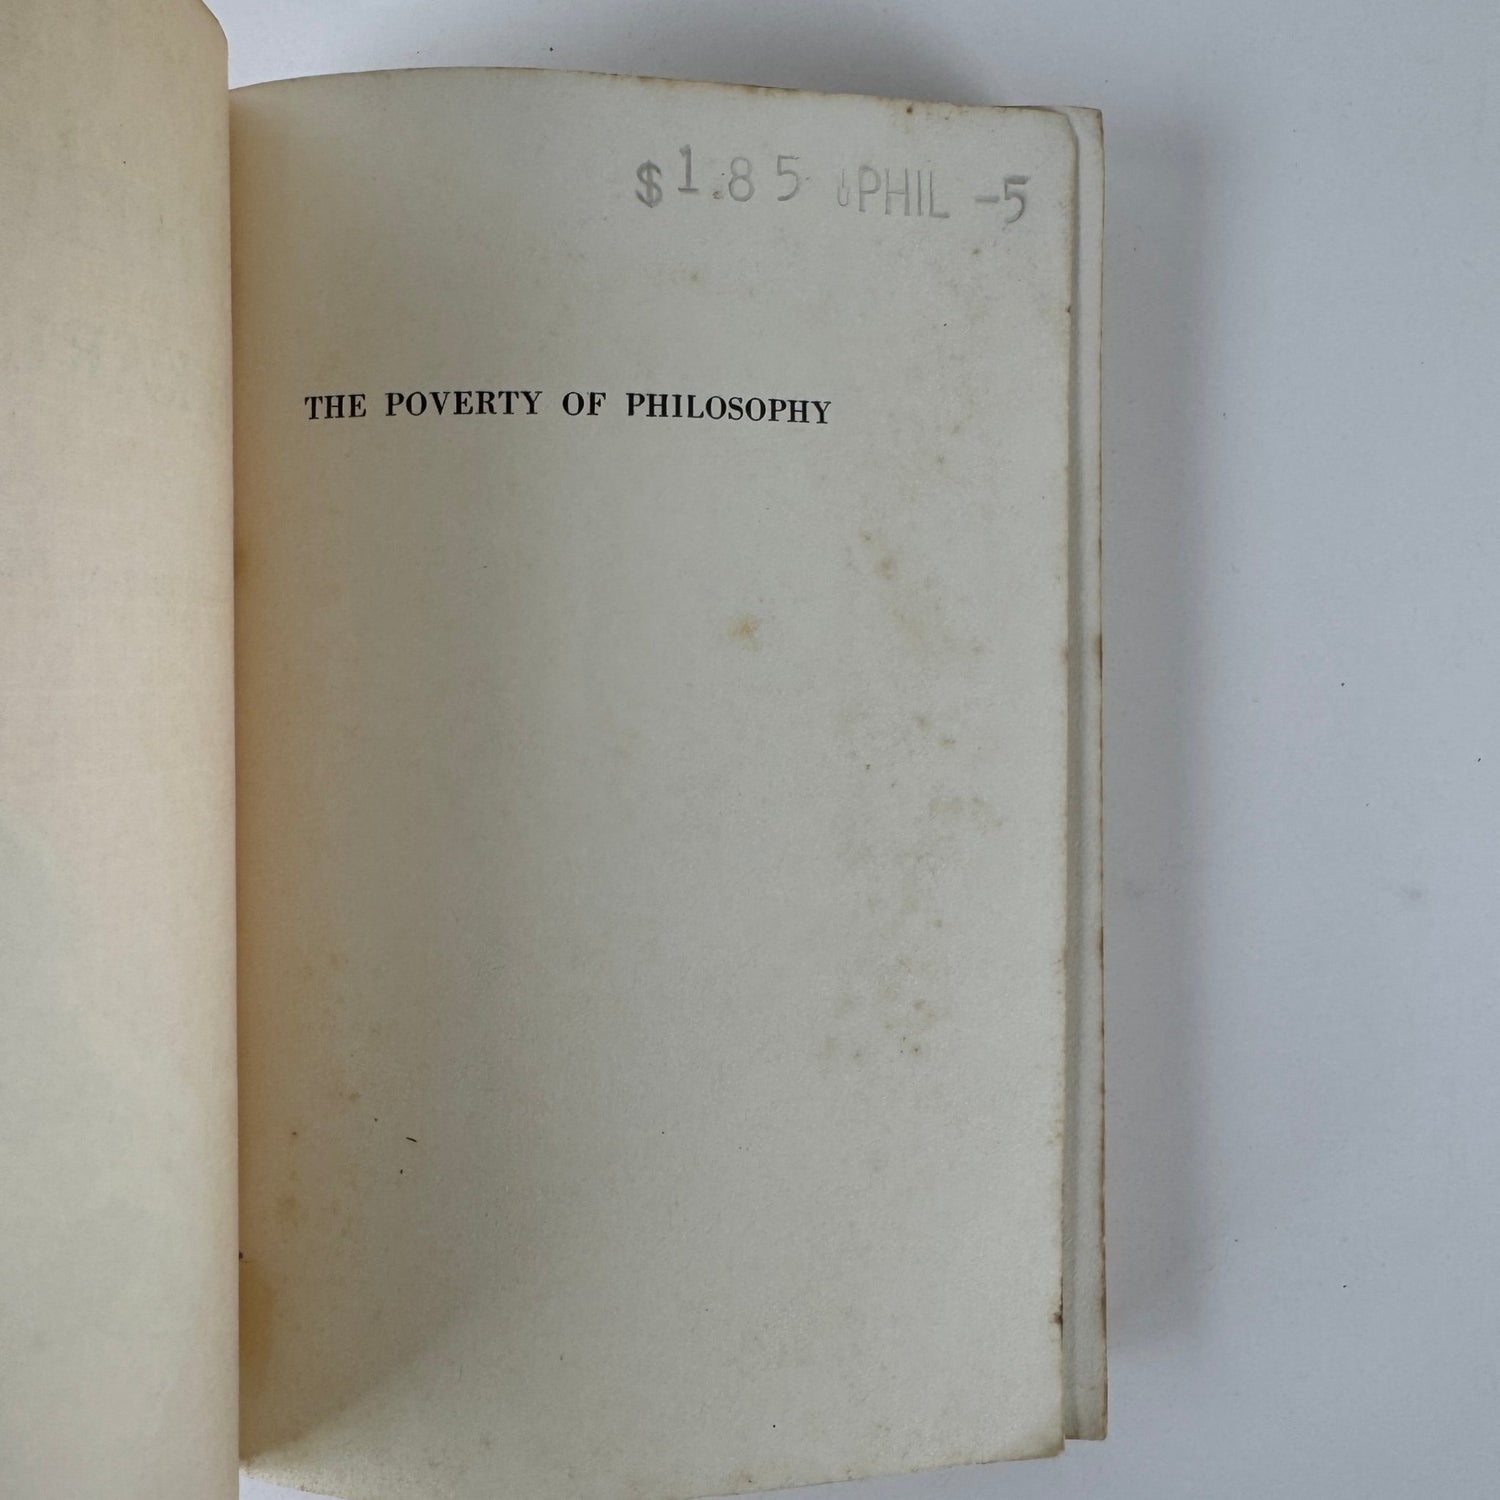 $1.85 PHIL -5
THE POVERTY OF PHILOSOPHY